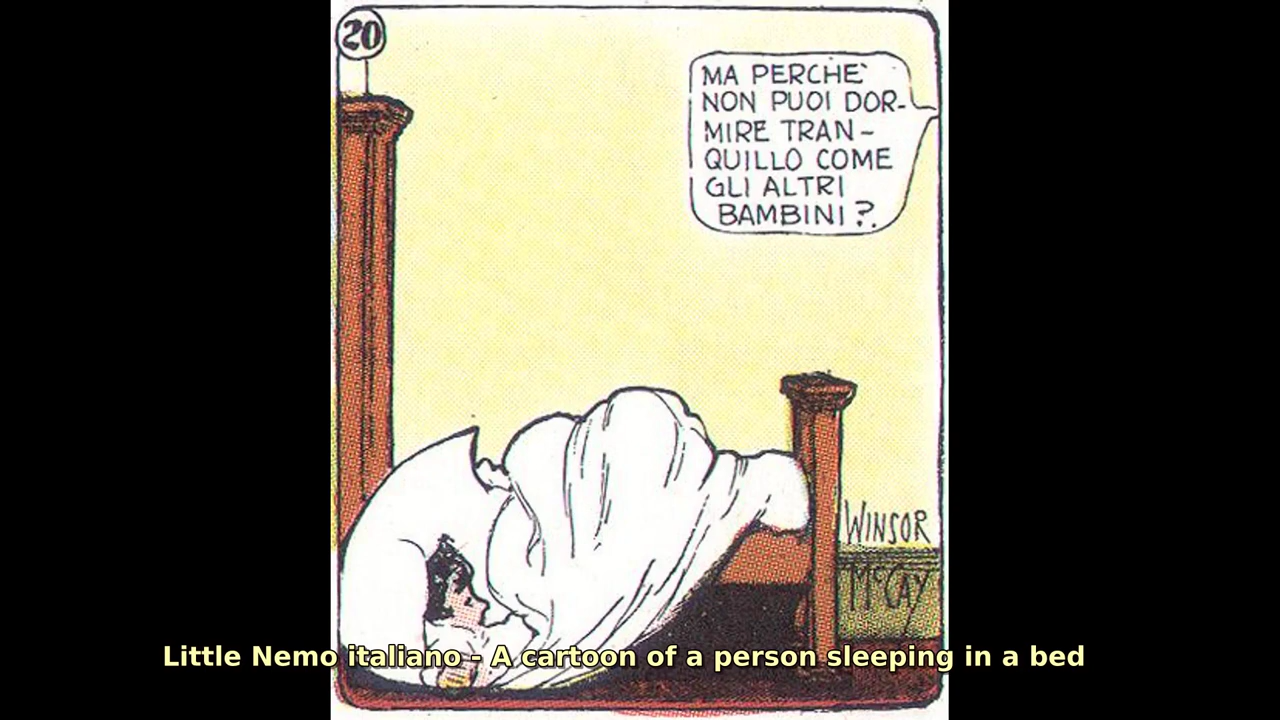 20
MA PERCHE`
NON PUOI DOR-
MIRE TRAN-
QUILLO COME
GLI ALTRI
BAMBINI?.
WINSOR
McCAY
Little Nemo italiano - A cartoon of a person sleeping in a bed